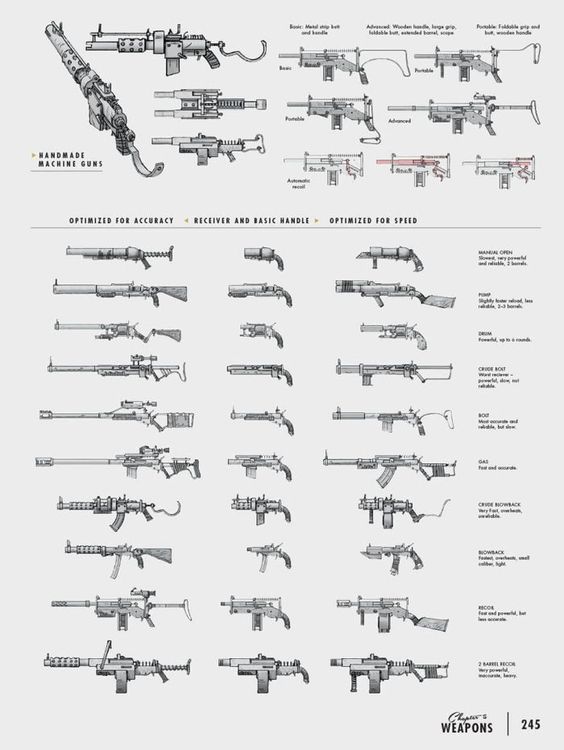 Basic: Metal strip butt
and handle
Advanced: Wooden handle, large grip,
foldable butt, extended barrel, scope
Portable: Foldable grip and
butt, wooden handle
Basic
Portable
Portable
Advanced
HANDMADE
MACHINE GUNS
Automatic
recoil
OPTIMIZED FOR ACCURACY
RECEIVER AND BASIC HANDLE
OPTIMIZED FOR SPEED
MANUAL OPEN
Slowest, very powerful
and reliable, 2 barrels.
PUMP
Slightly faster reload, less
reliable, 2–3 barrels.
DRUM
Powerful, up to 6 rounds.
CRUDE BOLT
Worst reciever –
powerful, slow, not
reliable.
BOLT
Most accurate and
reliable, but slow.
GAS
Fast and accurate.
CRUDE BLOWBACK
Very Fast, overheats,
unreliable.
BLOWBACK
Fastest, overheats, small
caliber, light.
RECOIL
Fast and powerful, but
less accurate.
2 BARREL RECOIL
Very powerful,
inaccurate, heavy.
Chapter 5
WEAPONS
245